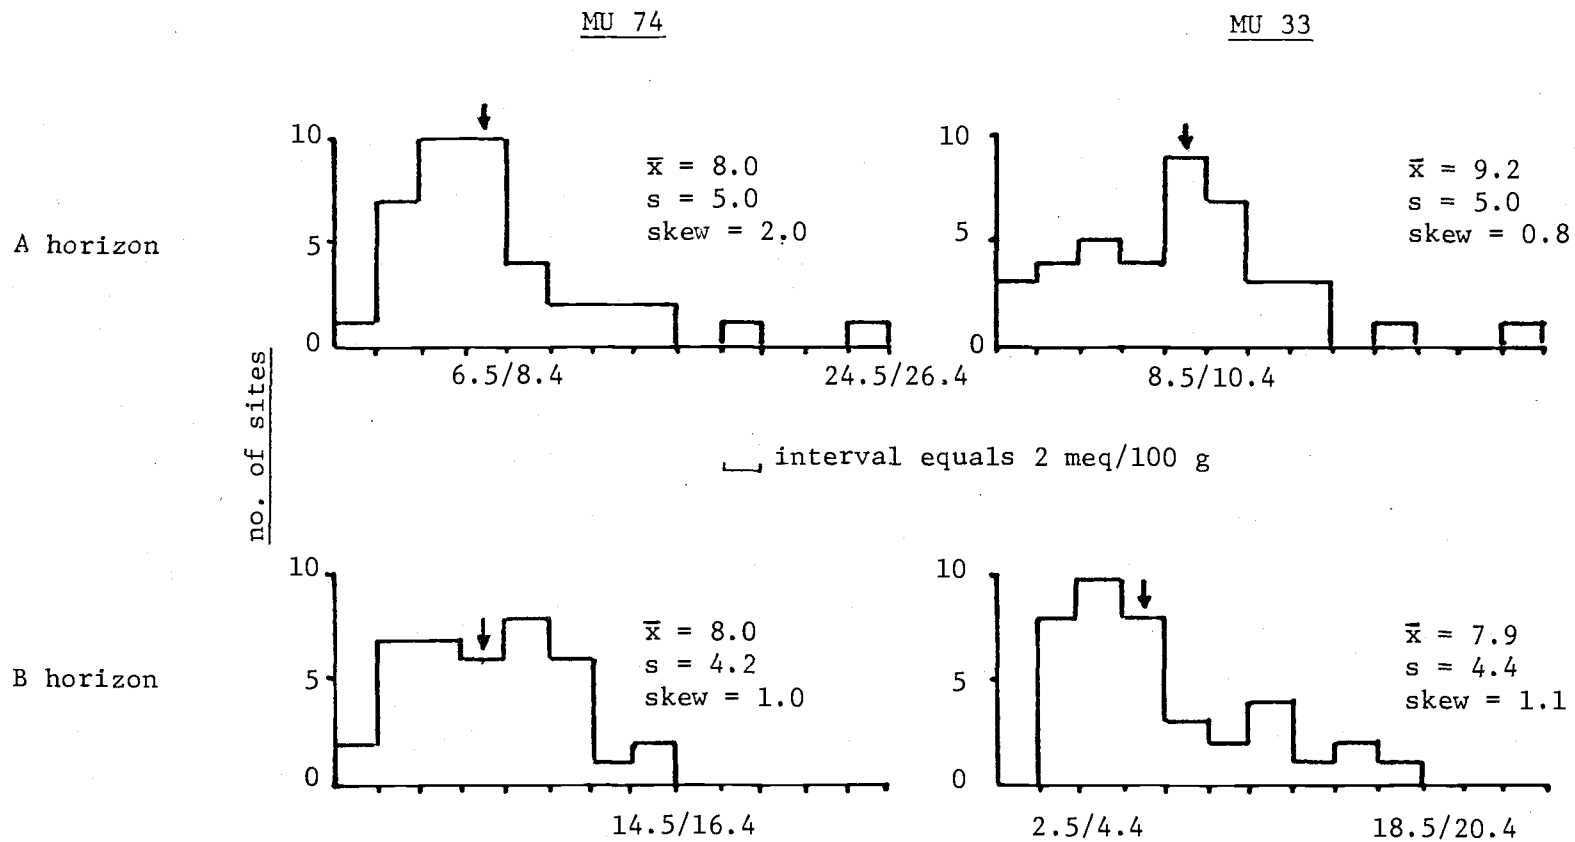 MU 74
MU 33
A horizon
10
5
0
x̄ = 8.0
s = 5.0
skew = 2.0
6.5/8.4
24.5/26.4
10
5
0
x̄ = 9.2
s = 5.0
skew = 0.8
8.5/10.4
no. of sites
interval equals 2 meq/100 g
B horizon
10
5
0
x̄ = 8.0
s = 4.2
skew = 1.0
14.5/16.4
10
5
0
x̄ = 7.9
s = 4.4
skew = 1.1
2.5/4.4
18.5/20.4